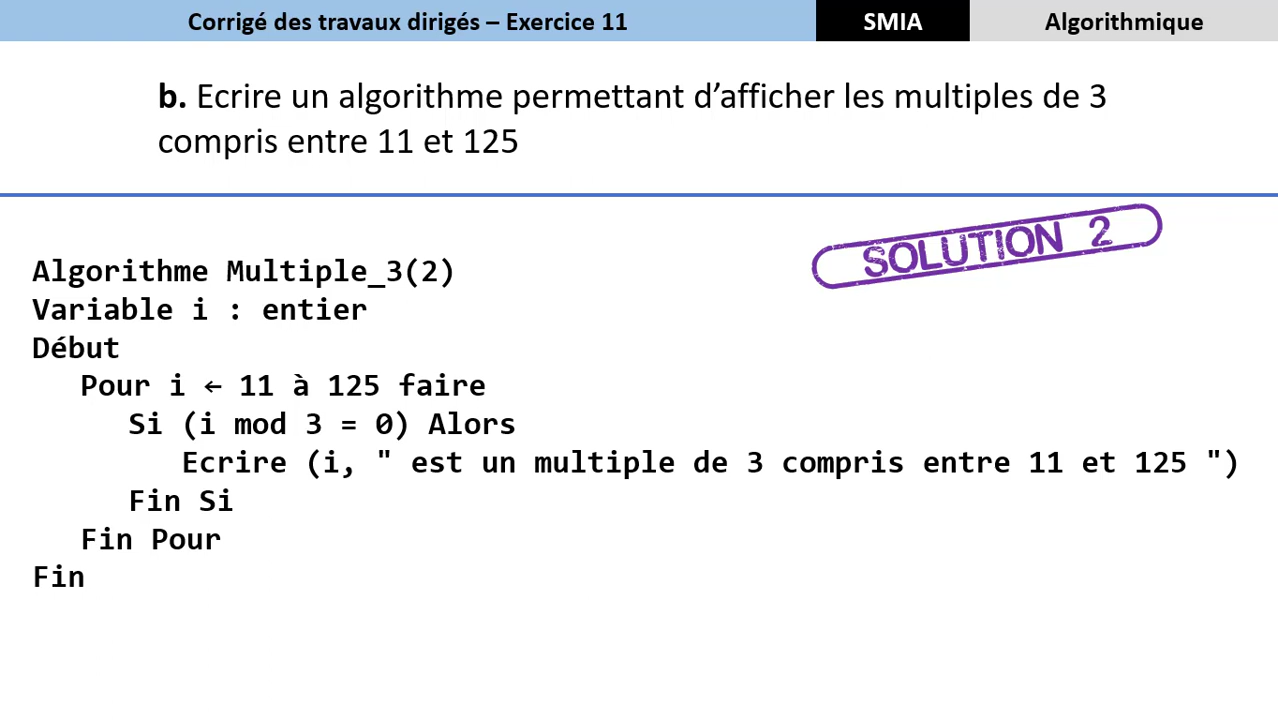 Corrigé des travaux dirigés – Exercice 11
SMIA
Algorithmique
b. Ecrire un algorithme permettant d’afficher les multiples de 3
compris entre 11 et 125
SOLUTION 2
Algorithme Multiple_3(2)
Variable i : entier
Début
Pour i ← 11 à 125 faire
Si (i mod 3 = 0) Alors
Ecrire (i, " est un multiple de 3 compris entre 11 et 125 ")
Fin Si
Fin Pour
Fin